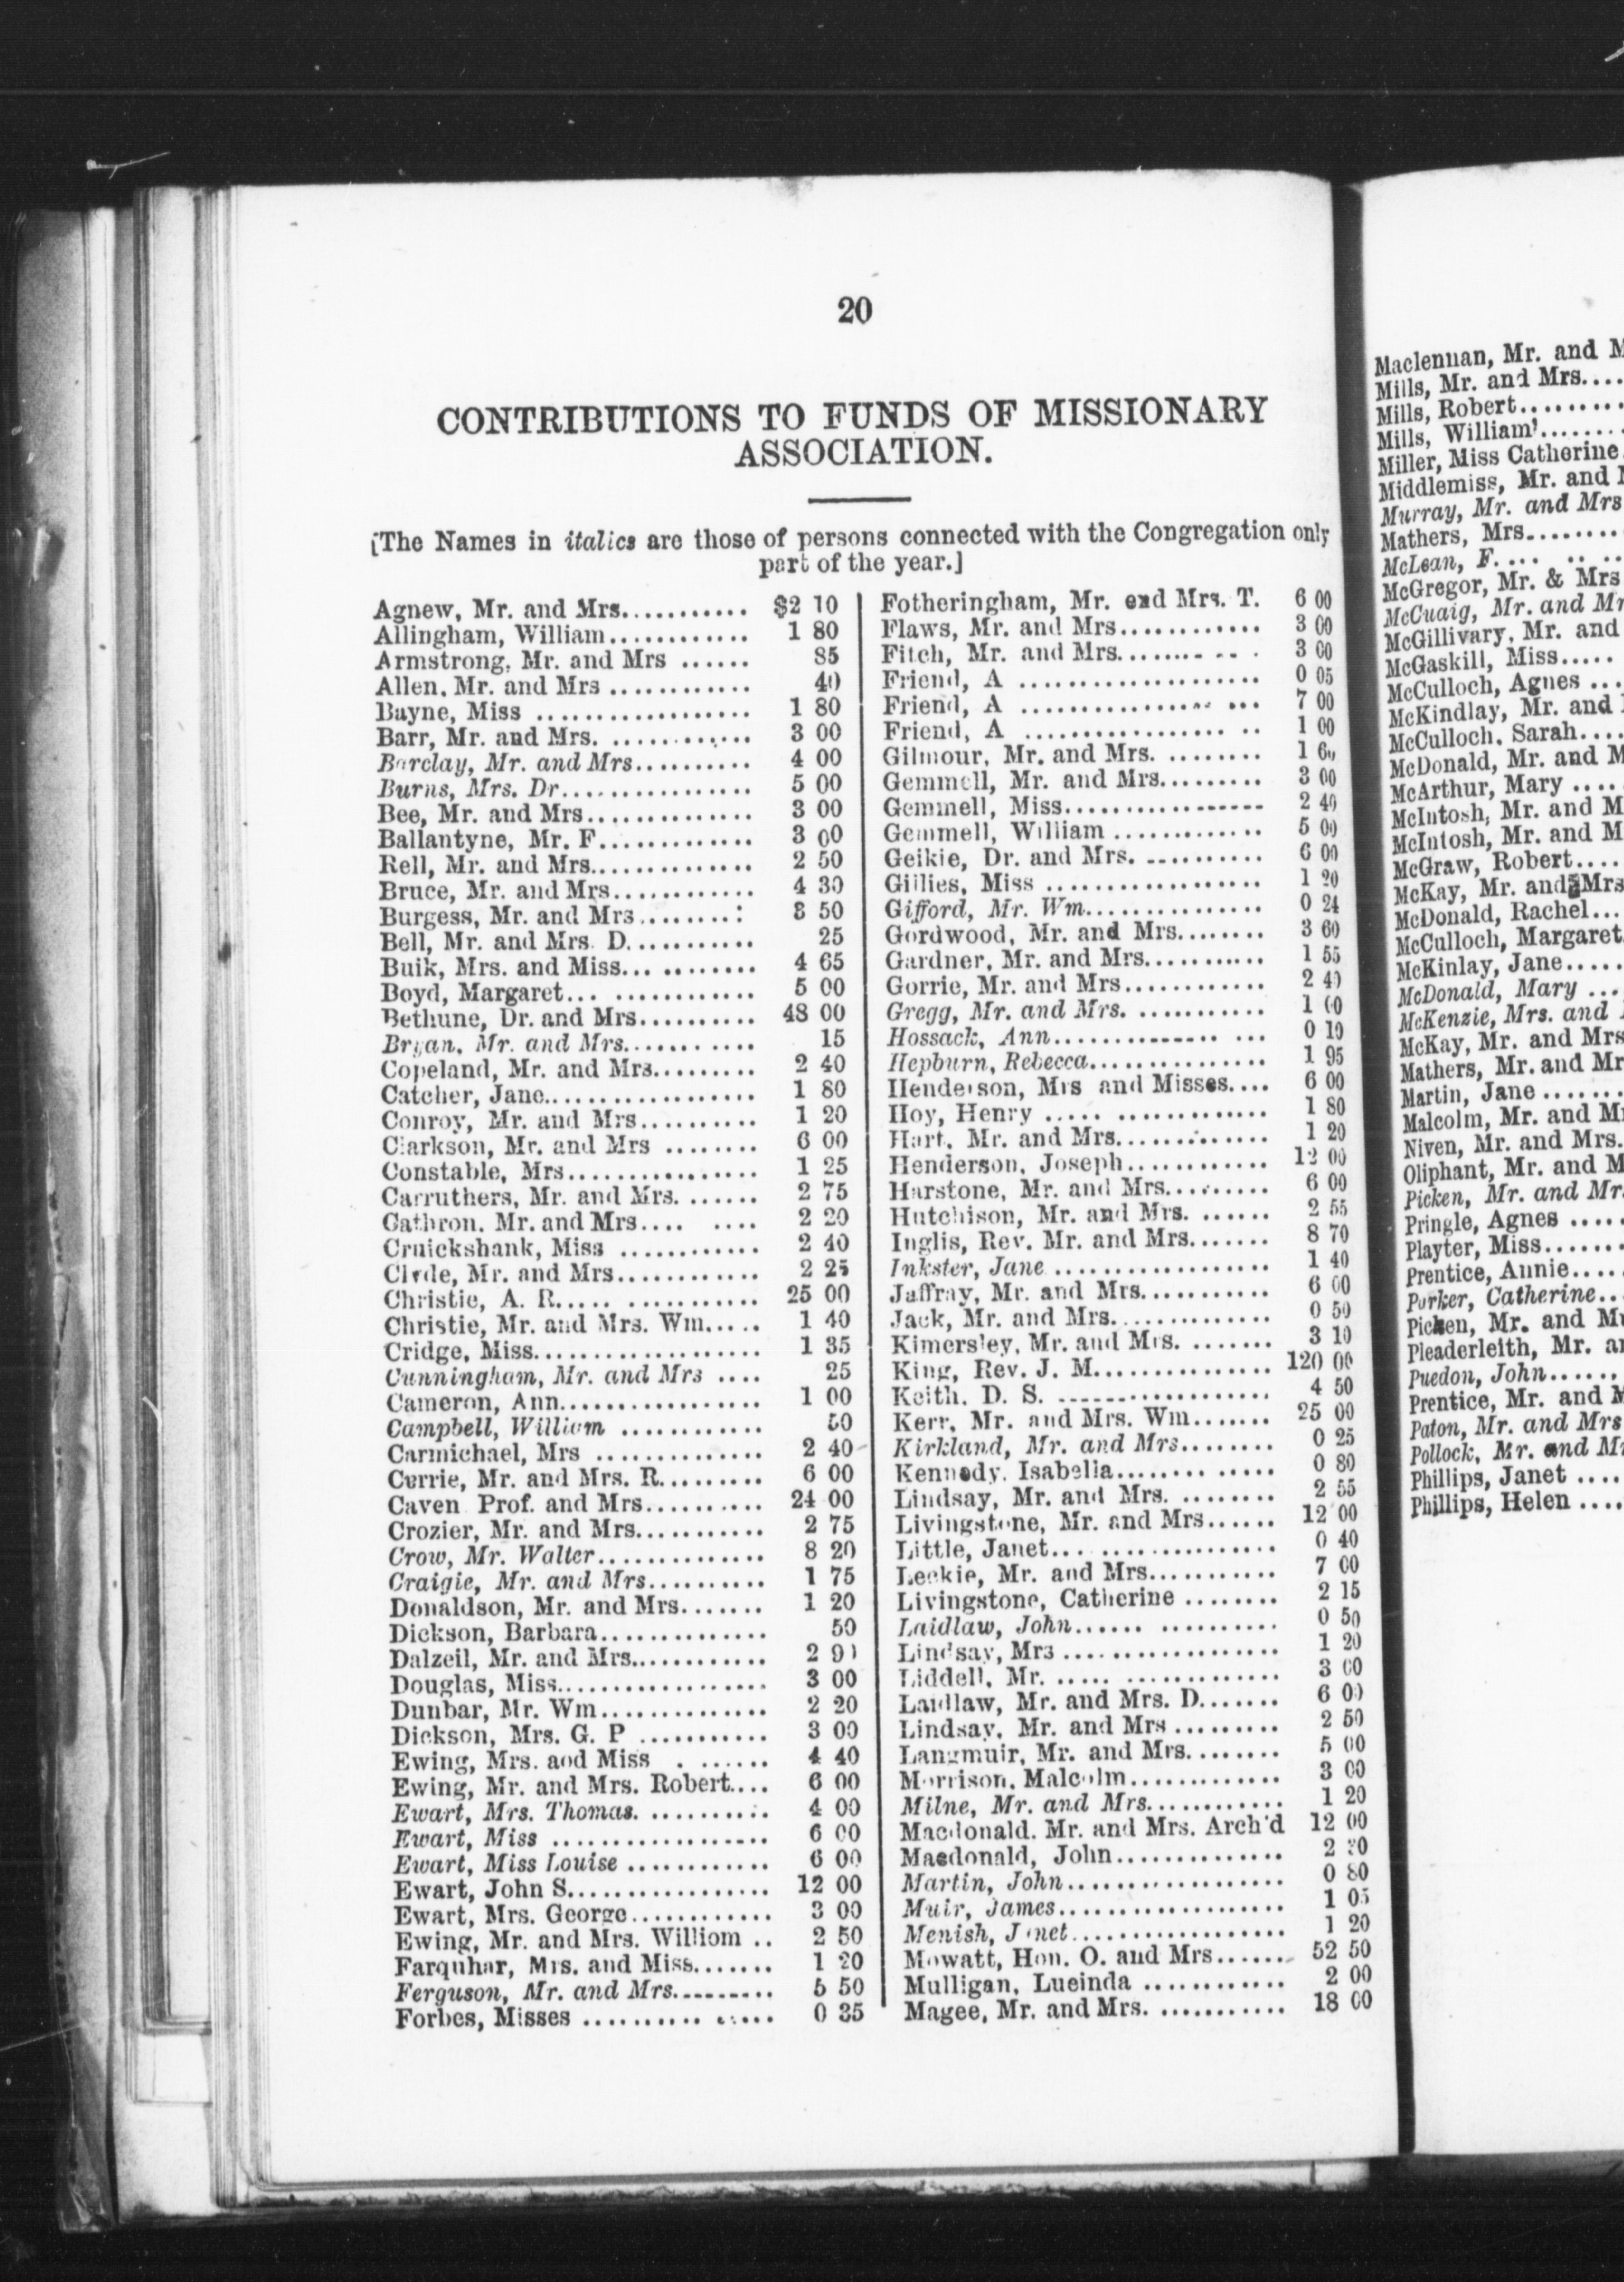 20
CONTRIBUTIONS TO FUNDS OF MISSIONARY
ASSOCIATION.
[The Names in italics are those of persons connected with the Congregation only
part of the year.]
Agnew, Mr. and Mrs........... $2 10
Allingham, William............ 1 80
Armstrong, Mr. and Mrs ...... 85
Allen, Mr. and Mrs ............ 40
Bayne, Miss .................. 1 80
Barr, Mr. and Mrs. ............ 3 00
Barclay, Mr. and Mrs.......... 4 00
Burns, Mrs. Dr................ 5 00
Bee, Mr. and Mrs.............. 3 00
Ballantyne, Mr. F............. 3 00
Rell, Mr. and Mrs.............. 2 50
Bruce, Mr. and Mrs............ 4 30
Burgess, Mr. and Mrs........: 3 50
Bell, Mr. and Mrs. D........... 25
Buik, Mrs. and Miss... ........ 4 65
Boyd, Margaret... ............ 5 00
Bethune, Dr. and Mrs.......... 48 00
Bryan, Mr. and Mrs........ .... 15
Copeland, Mr. and Mrs......... 2 40
Catcher, Jane.................. 1 80
Conroy, Mr. and Mrs.......... 1 20
Clarkson, Mr. and Mrs ........ 6 00
Constable, Mrs................ 1 25
Carruthers, Mr. and Mrs. ...... 2 75
Cathron. Mr. and Mrs.... .... 2 20
Cruickshank, Miss ............ 2 40
Clyde, Mr. and Mrs............ 2 25
Christie, A. R..... ............ 25 00
Christie, Mr. and Mrs. Wm..... 1 40
Cridge, Miss................... 1 35
Cunningham, Mr. and Mrs .... 25
Cameron, Ann................. 1 00
Campbell, William ............ 50
Carmichael, Mrs .............. 2 40
Currie, Mr. and Mrs. R......... 6 00
Caven Prof. and Mrs........... 24 00
Crozier, Mr. and Mrs........... 2 75
Crow, Mr. Walter.............. 8 20
Craigie, Mr. and Mrs.......... 1 75
Donaldson, Mr. and Mrs....... 1 20
Dickson, Barbara.............. 50
Dalzeil, Mr. and Mrs............ 2 9
Douglas, Miss.................. 3 00
Dunbar, Mr. Wm.............. 2 20
Dickson, Mrs. G. P ........... 3 00
Ewing, Mrs. aod Miss . ...... 4 40
Ewing, Mr. and Mrs. Robert.... 6 00
Ewart, Mrs. Thomas. .......... 4 00
Ewart, Miss .................. 6 00
Ewart, Miss Louise ............ 6 00
Ewart, John S................. 12 00
Ewart, Mrs. George............ 3 00
Ewing, Mr. and Mrs. Williom .. 2 50
Farquhar, Mrs. and Miss....... 1 20
Ferguson, Mr. and Mrs......... 5 50
Forbes, Misses .......... ..... 0 35
Fotheringham, Mr. end Mrs. T. 6 00
Flaws, Mr. and Mrs............ 3 00
Fitch, Mr. and Mrs........... . 3 00
Friend, A .................... 0 05
Friend, A ................ ... 7 00
Friend, A ................. .. 1 00
Gilmour, Mr. and Mrs. ........ 1 6
Gemmell, Mr. and Mrs......... 3 00
Gemmell, Miss................. 2 40
Gemmell, William ............. 5 00
Geikie, Dr. and Mrs. .......... 6 00
Gillies, Miss .................. 1 20
Gifford, Mr. Wm............... 0 24
Gordwood, Mr. and Mrs........ 3 60
Gardner, Mr. and Mrs........... 1 55
Gorrie, Mr. and Mrs............ 2 40
Gregg, Mr. and Mrs. ........... 1 00
Hossack, Ann.............. ... 0 10
Hepburn, Rebecca............... 1 95
Henderson, Mrs and Misses.... 6 00
Hoy, Henry ..... ............. 1 80
Hart, Mr. and Mrs............. 1 20
Henderson, Joseph............ 12 00
Harstone, Mr. and Mrs......... 6 00
Hutchison, Mr. and Mrs. ...... 2 55
Inglis, Rev. Mr. and Mrs....... 8 70
Inkster, Jane .................. 1 40
Jaffray, Mr. and Mrs........... 6 00
Jack, Mr. and Mrs.............. 0 50
Kimersley, Mr. and Mrs. ....... 3 10
King, Rev. J. M............... 120 00
Keith. D. S. .................. 4 50
Kerr, Mr. and Mrs. Wm....... 25 00
Kirkland, Mr. and Mrs........ 0 25
Kennedy, Isabella........ ..... 0 80
Lindsay, Mr. and Mrs. ........ 2 55
Livingstone, Mr. and Mrs...... 12 00
Little, Janet... ............... 0 40
Leckie, Mr. and Mrs........... 7 00
Livingstone, Catherine ........ 2 15
Laidlaw, John...... .......... 0 50
Lindsay, Mrs .................. 1 20
Liddell, Mr. ..... ............. 3 00
Laidlaw, Mr. and Mrs. D....... 6 00
Lindsay, Mr. and Mrs ......... 2 50
Langmuir, Mr. and Mrs........ 5 00
Morrison, Malcolm............. 3 00
Milne, Mr. and Mrs............ 1 20
Macdonald. Mr. and Mrs. Arch'd 12 00
Macdonald, John.............. 2 20
Martin, John.................. 0 80
Muir, James................... 1 05
Menish, Janet.................. 1 20
Mowatt, Hon. O. and Mrs...... 52 50
Mulligan, Lueinda ............ 2 00
Magee, Mr. and Mrs. ........... 18 00
Maclennan, Mr. and M
Mills, Mr. and Mrs....
Mills, Robert.........
Mills, William'.......
Miller, Miss Catherine
Middlemiss, Mr. and
Murray, Mr. and Mrs
Mathers, Mrs........
McLean, F. ... .. ..
McGregor, Mr. & Mrs
McCuaig, Mr. and Mr
McGillivary, Mr. and
McGaskill, Miss.....
McCulloch, Agnes ...
McKindlay, Mr. and
McCulloch, Sarah....
McDonald, Mr. and M
McArthur, Mary ....
McIntosh, Mr. and M
McIntosh, Mr. and M
McGraw, Robert....
McKay, Mr. and Mrs
McDonald, Rachel...
McCulloch, Margaret
McKinlay, Jane.....
McDonald, Mary ...
McKenzie, Mrs. and
McKay, Mr. and Mrs
Mathers, Mr. and Mr
Martin, Jane .......
Malcolm, Mr. and M
Niven, Mr. and Mrs.
Oliphant, Mr. and M
Picken, Mr. and Mr
Pringle, Agnes .....
Playter, Miss.......
Prentice, Annie....
Parker, Catherine..
Picken, Mr. and M
Pleaderleith, Mr. a
Puedon, John......
Prentice, Mr. and M
Paton, Mr. and Mrs
Pollock, Mr. and M
Phillips, Janet ....
Phillips, Helen ....